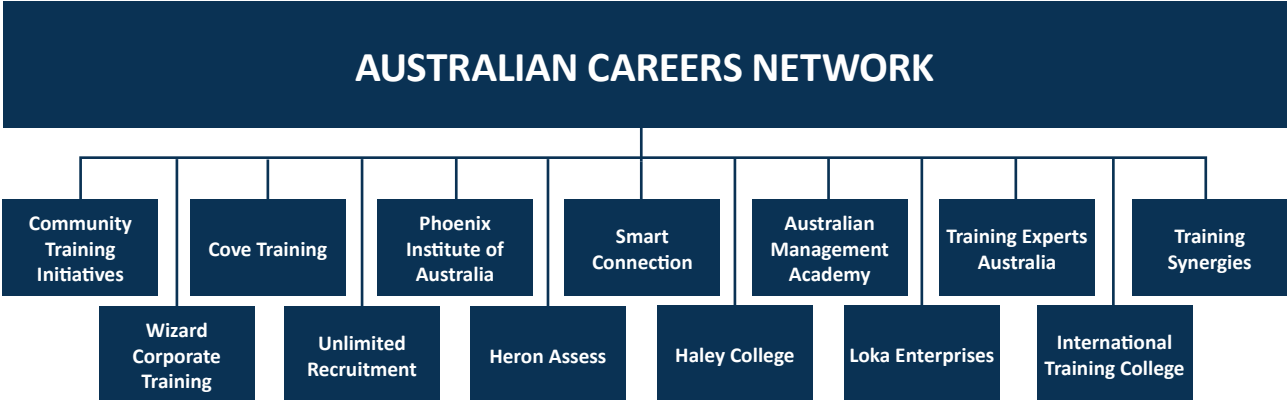 AUSTRALIAN CAREERS NETWORK
Community
Training
Initiatives
Cove Training
Phoenix
Institute of
Australia
Smart
Connection
Australian
Management
Academy
Training Experts
Australia
Training
Synergies
Wizard
Corporate
Training
Unlimited
Recruitment
Heron Assess
Haley College
Loka Enterprises
International
Training College